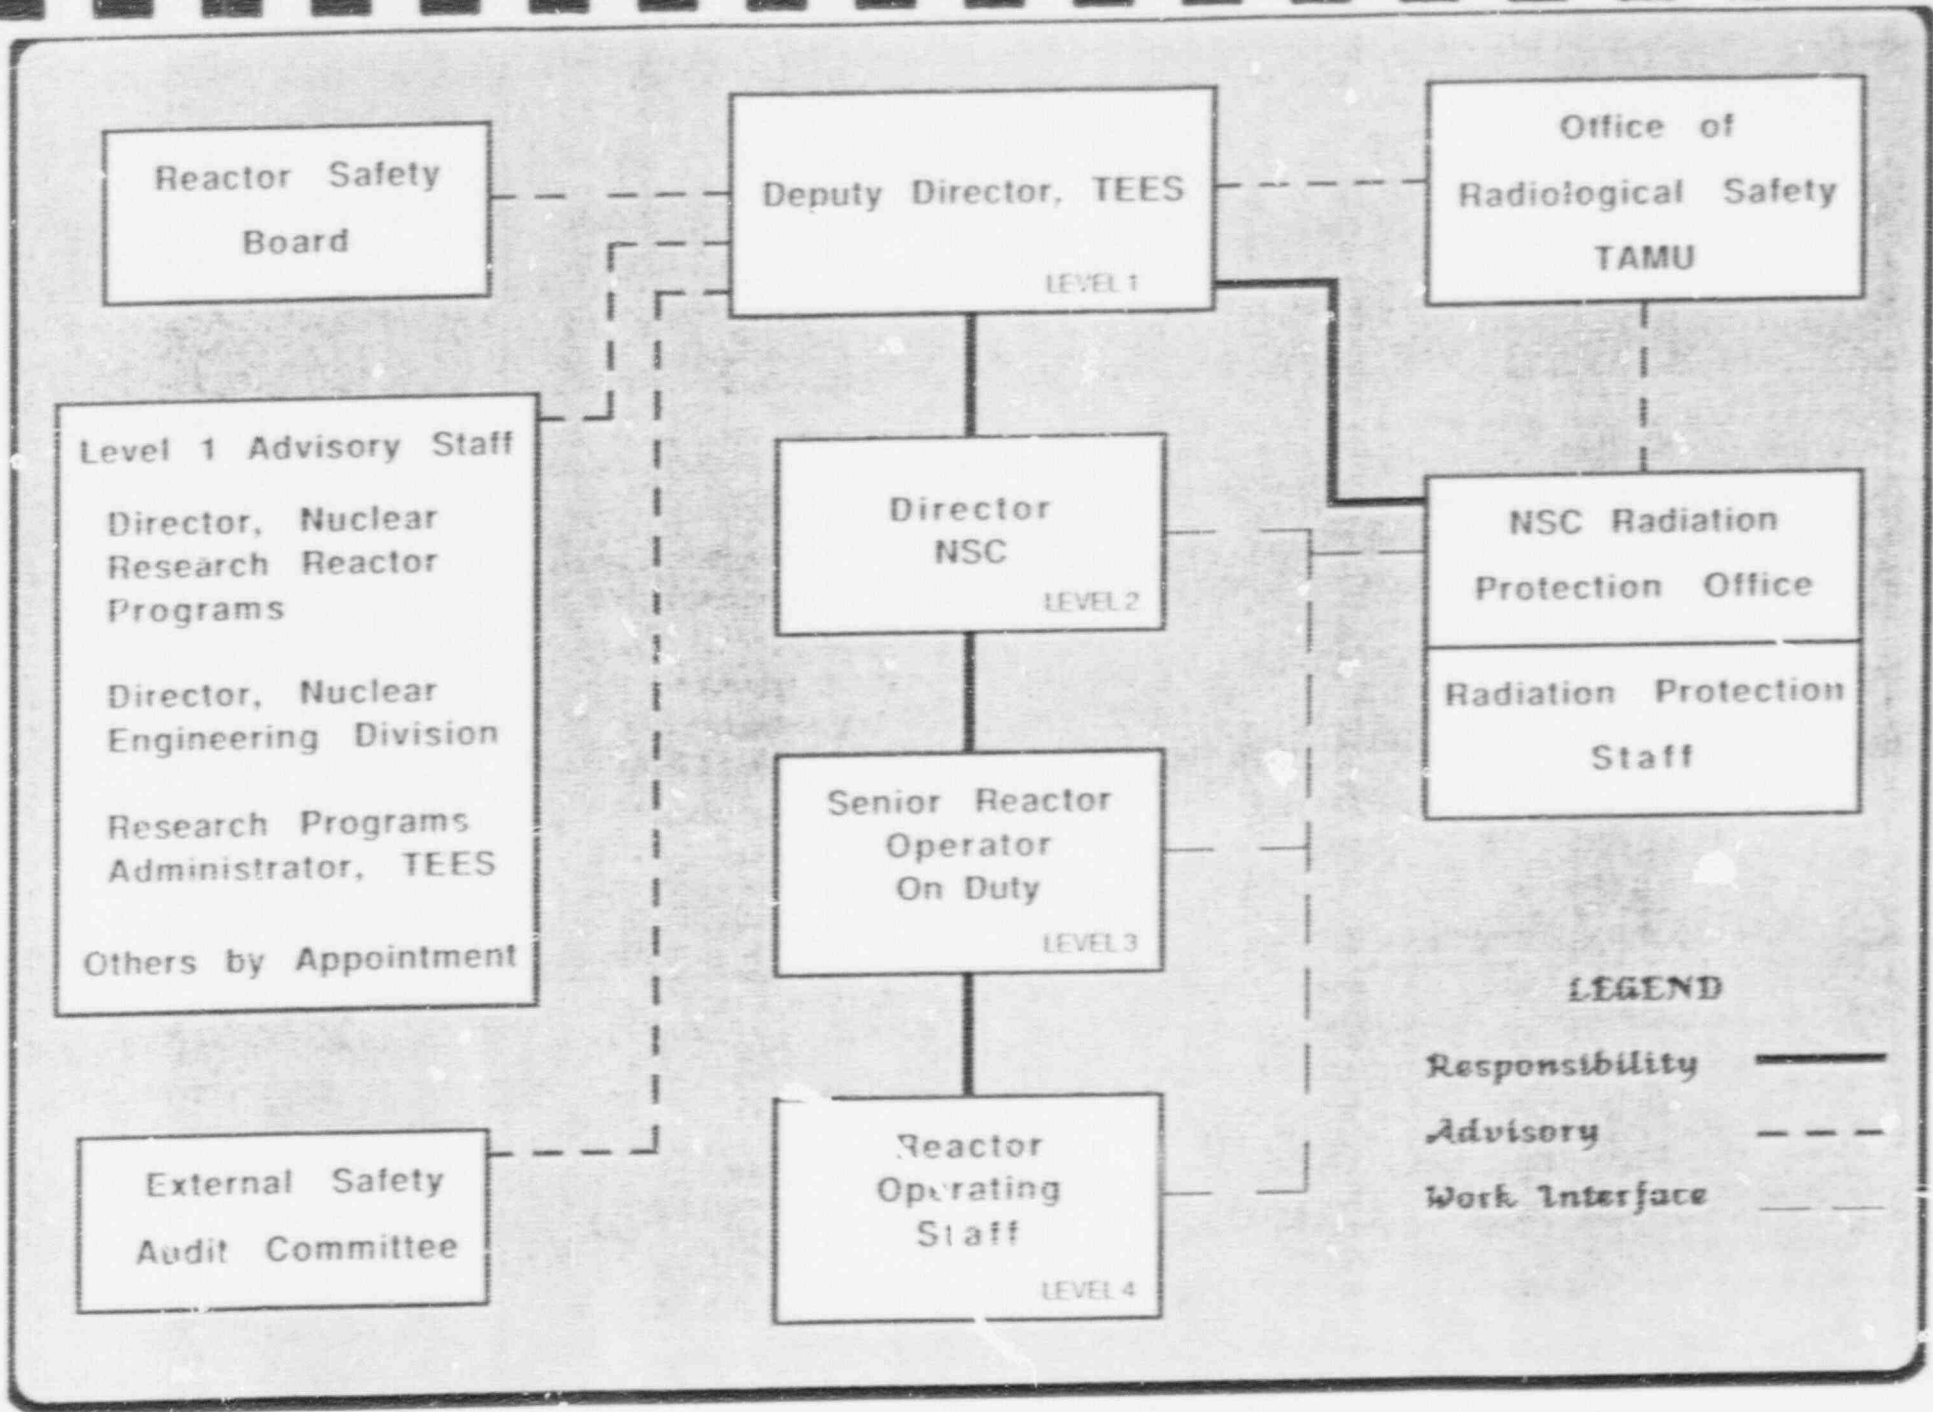 Reactor Safety
Board
Deputy Director, TEES
LEVEL 1
Office of
Radiological Safety
TAMU
Level 1 Advisory Staff
Director, Nuclear
Research Reactor
Programs
Director, Nuclear
Engineering Division
Research Programs
Administrator, TEES
Others by Appointment
Director
NSC
LEVEL 2
NSC Radiation
Protection Office
Radiation Protection
Staff
Senior Reactor
Operator
On Duty
LEVEL 3
External Safety
Audit Committee
Reactor
Operating
Staff
LEVEL 4
LEGEND
Responsibility
Advisory
Work Interface